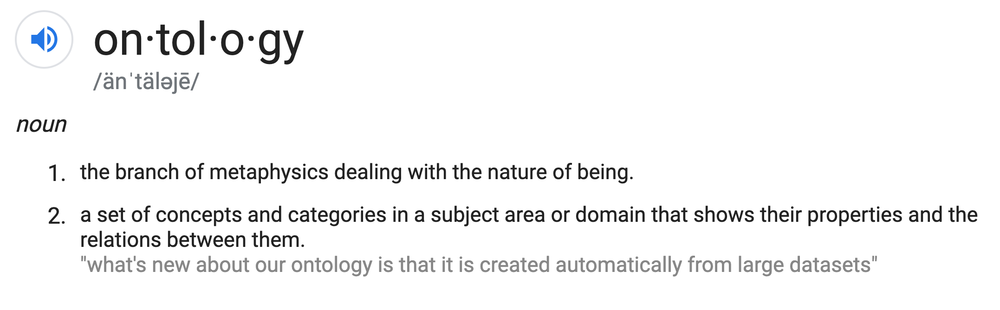 on·tol·o·gy
/änˈtäləjē/
noun
1. the branch of metaphysics dealing with the nature of being.
2. a set of concepts and categories in a subject area or domain that shows their properties and the
relations between them.
"what's new about our ontology is that it is created automatically from large datasets"